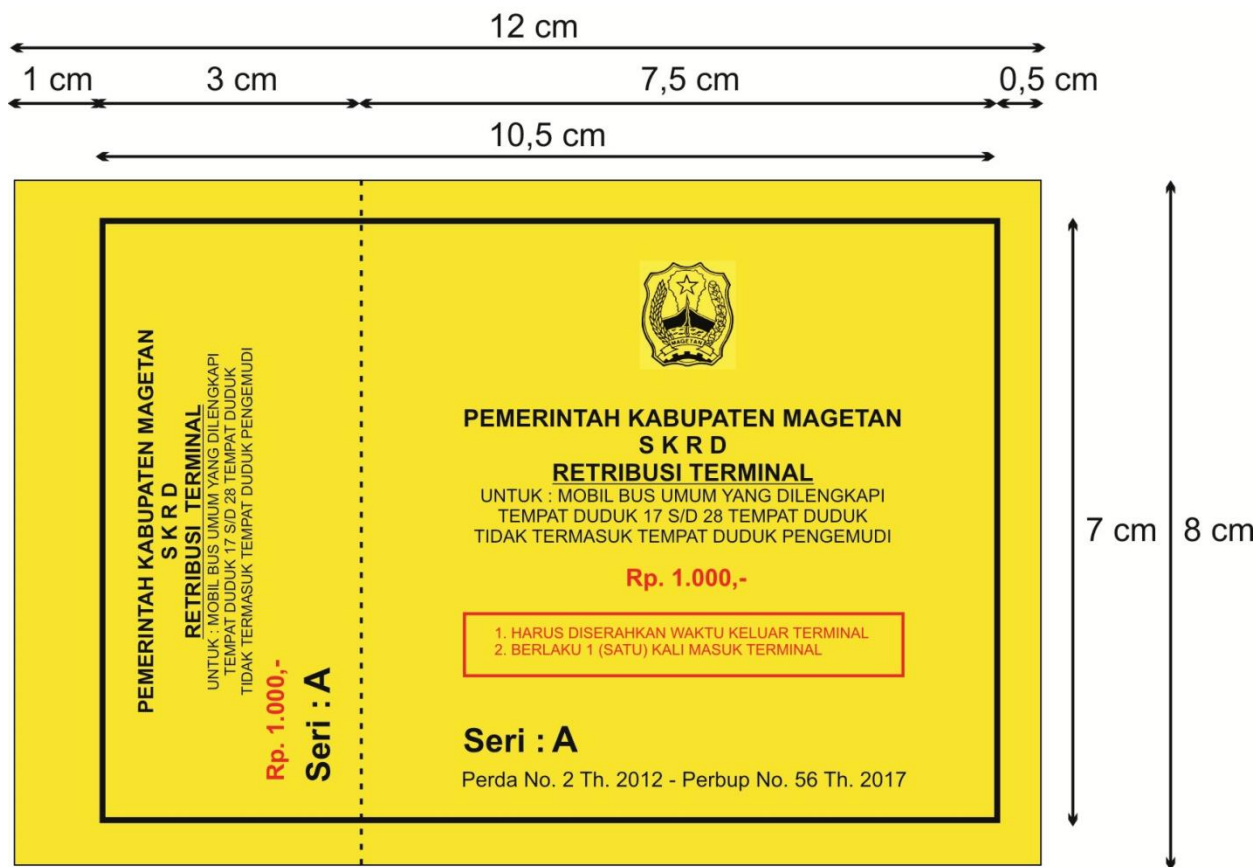 12 cm
1 cm 3 cm 7,5 cm 0,5 cm
10,5 cm
PEMERINTAH KABUPATEN MAGETAN
S K R D
RETRIBUSI TERMINAL
UNTUK : MOBIL BUS UMUM YANG DILENGKAPI
TEMPAT DUDUK 17 S/D 28 TEMPAT DUDUK
TIDAK TERMASUK TEMPAT DUDUK PENGEMUDI
Rp. 1.000,-
Seri : A
MAGETAN
PEMERINTAH KABUPATEN MAGETAN
S K R D
RETRIBUSI TERMINAL
UNTUK : MOBIL BUS UMUM YANG DILENGKAPI
TEMPAT DUDUK 17 S/D 28 TEMPAT DUDUK
TIDAK TERMASUK TEMPAT DUDUK PENGEMUDI
Rp. 1.000,-
1. HARUS DISERAHKAN WAKTU KELUAR TERMINAL
2. BERLAKU 1 (SATU) KALI MASUK TERMINAL
Seri : A
Perda No. 2 Th. 2012 - Perbup No. 56 Th. 2017
7 cm 8 cm